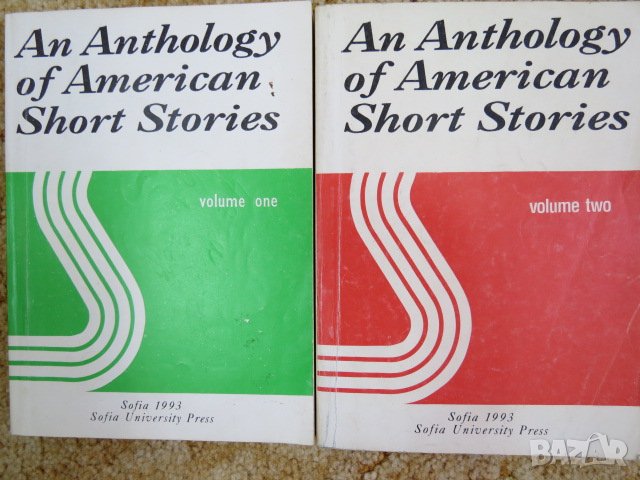 An Anthology
of American
Short Stories
volume one
Sofia 1993
Sofia University Press
An Anthology
of American
Short Stories
volume two
Sofia 1993
Sofia University Press
BAZAR